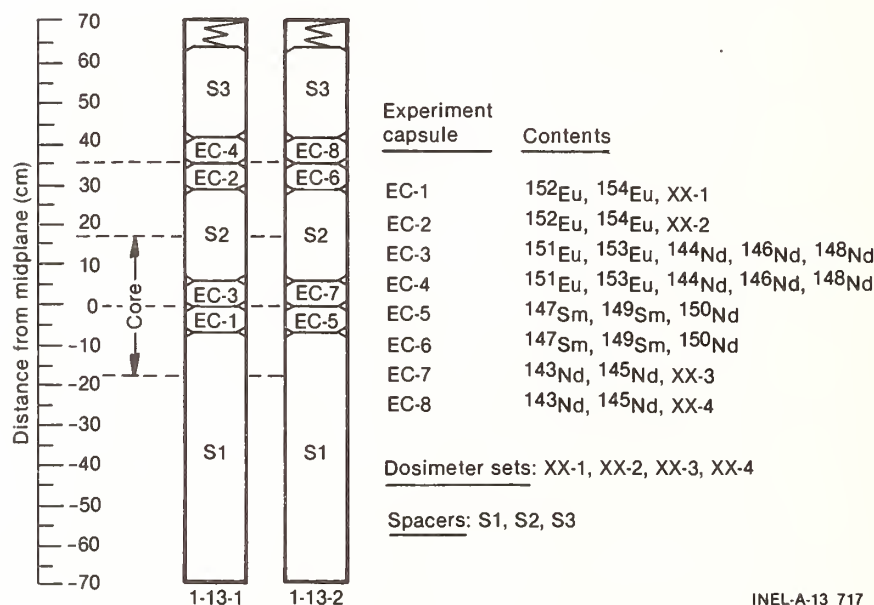 Distance from midplane (cm)
70
60
50
40
30
20
10
0
-10
-20
-30
-40
-50
-60
-70
Core
S3
EC-4
EC-2
S2
EC-3
EC-1
S1
1-13-1
S3
EC-8
EC-6
S2
EC-7
EC-5
S1
1-13-2
Experiment
capsule Contents
EC-1 ¹⁵²Eu, ¹⁵⁴Eu, XX-1
EC-2 ¹⁵²Eu, ¹⁵⁴Eu, XX-2
EC-3 ¹⁵¹Eu, ¹⁵³Eu, ¹⁴⁴Nd, ¹⁴⁶Nd, ¹⁴⁸Nd
EC-4 ¹⁵¹Eu, ¹⁵³Eu, ¹⁴⁴Nd, ¹⁴⁶Nd, ¹⁴⁸Nd
EC-5 ¹⁴⁷Sm, ¹⁴⁹Sm, ¹⁵⁰Nd
EC-6 ¹⁴⁷Sm, ¹⁴⁹Sm, ¹⁵⁰Nd
EC-7 ¹⁴³Nd, ¹⁴⁵Nd, XX-3
EC-8 ¹⁴³Nd, ¹⁴⁵Nd, XX-4
Dosimeter sets: XX-1, XX-2, XX-3, XX-4
Spacers: S1, S2, S3
INEL-A-13 717